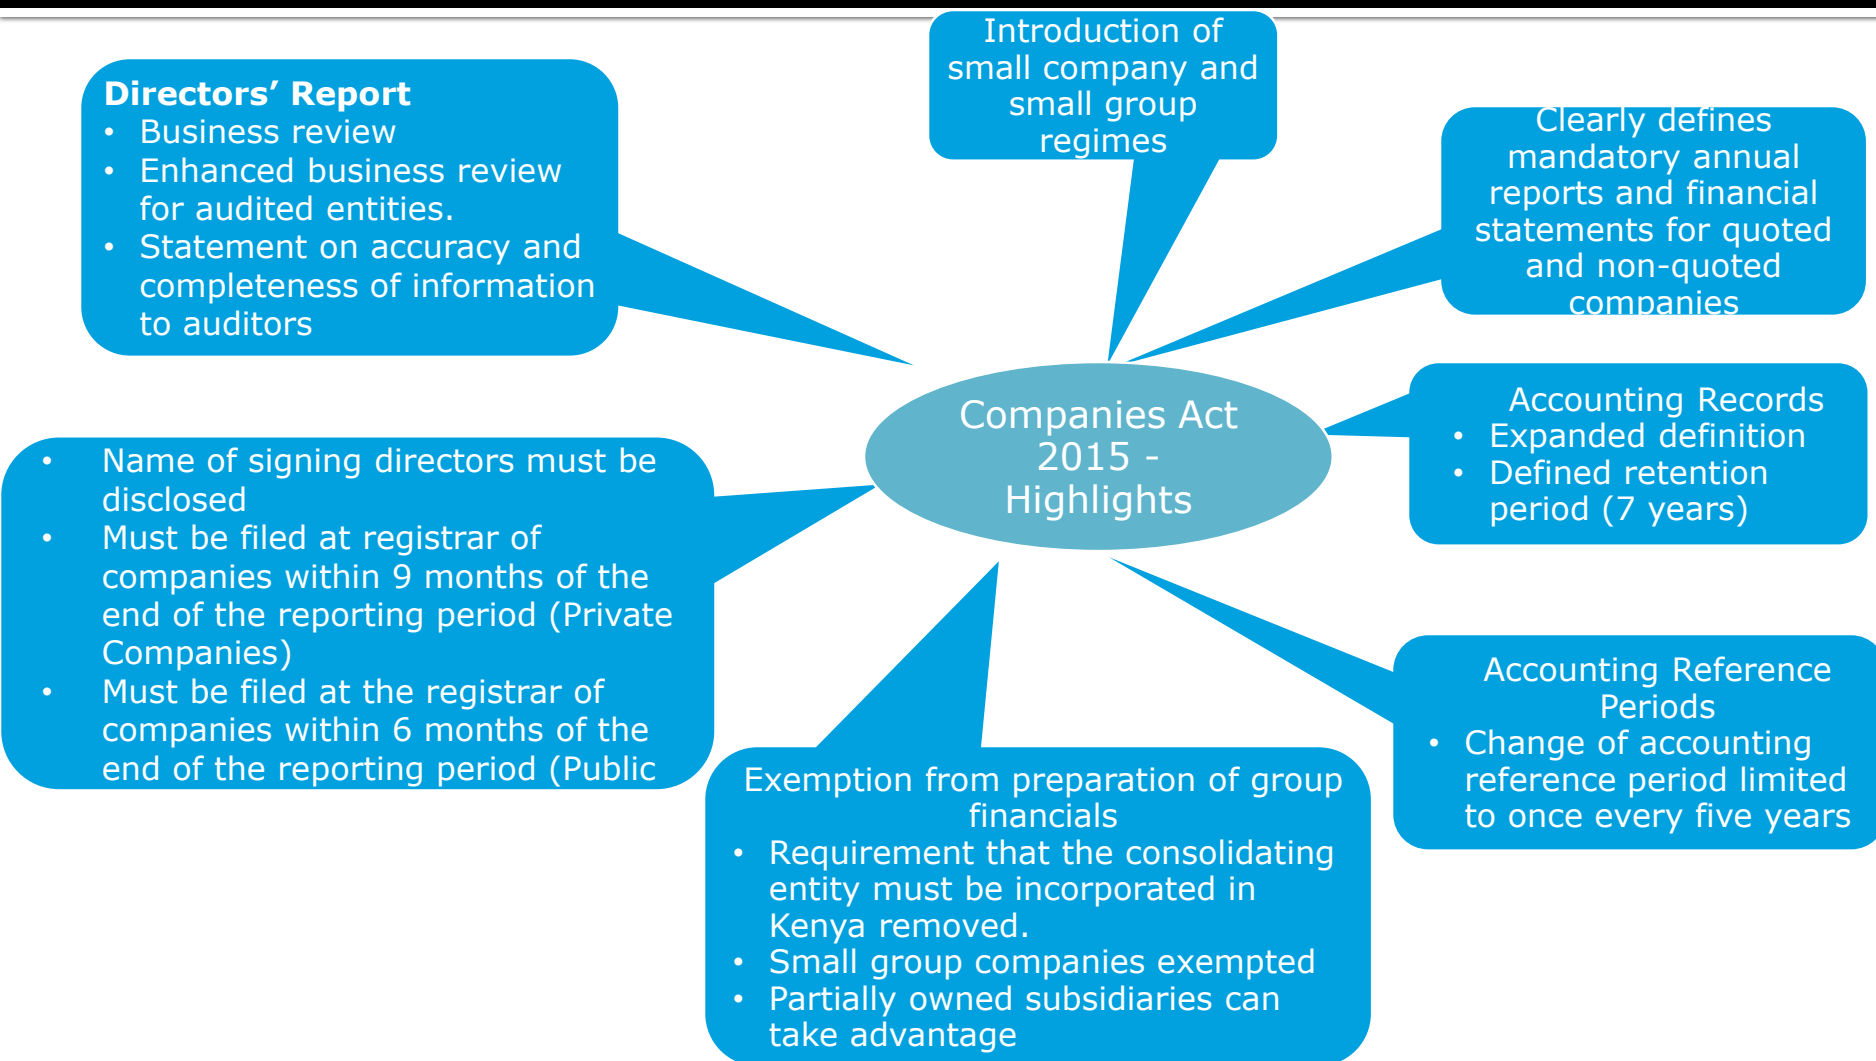 Introduction of
small company and
small group
regimes
Directors’ Report
• Business review
• Enhanced business review
for audited entities.
• Statement on accuracy and
completeness of information
to auditors
Clearly defines
mandatory annual
reports and financial
statements for quoted
and non-quoted
companies
Companies Act
2015 -
Highlights
Accounting Records
• Expanded definition
• Defined retention
period (7 years)
• Name of signing directors must be
disclosed
• Must be filed at registrar of
companies within 9 months of the
end of the reporting period (Private
Companies)
• Must be filed at the registrar of
companies within 6 months of the
end of the reporting period (Public
Accounting Reference
Periods
• Change of accounting
reference period limited
to once every five years
Exemption from preparation of group
financials
• Requirement that the consolidating
entity must be incorporated in
Kenya removed.
• Small group companies exempted
• Partially owned subsidiaries can
take advantage